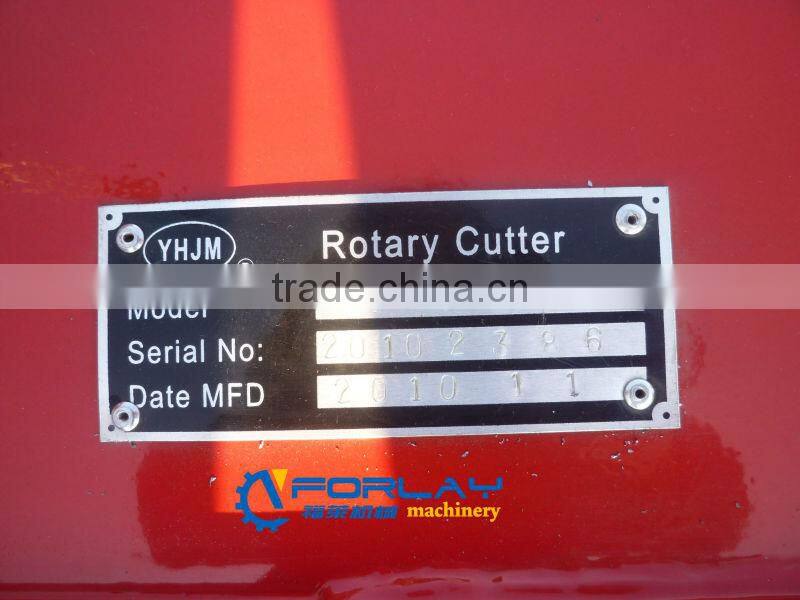 YHJM ®
Rotary Cutter
trade.china.cn
Model
Serial No: 20102386
Date MFD 2010 11
FORLAY
福莱机械 machinery